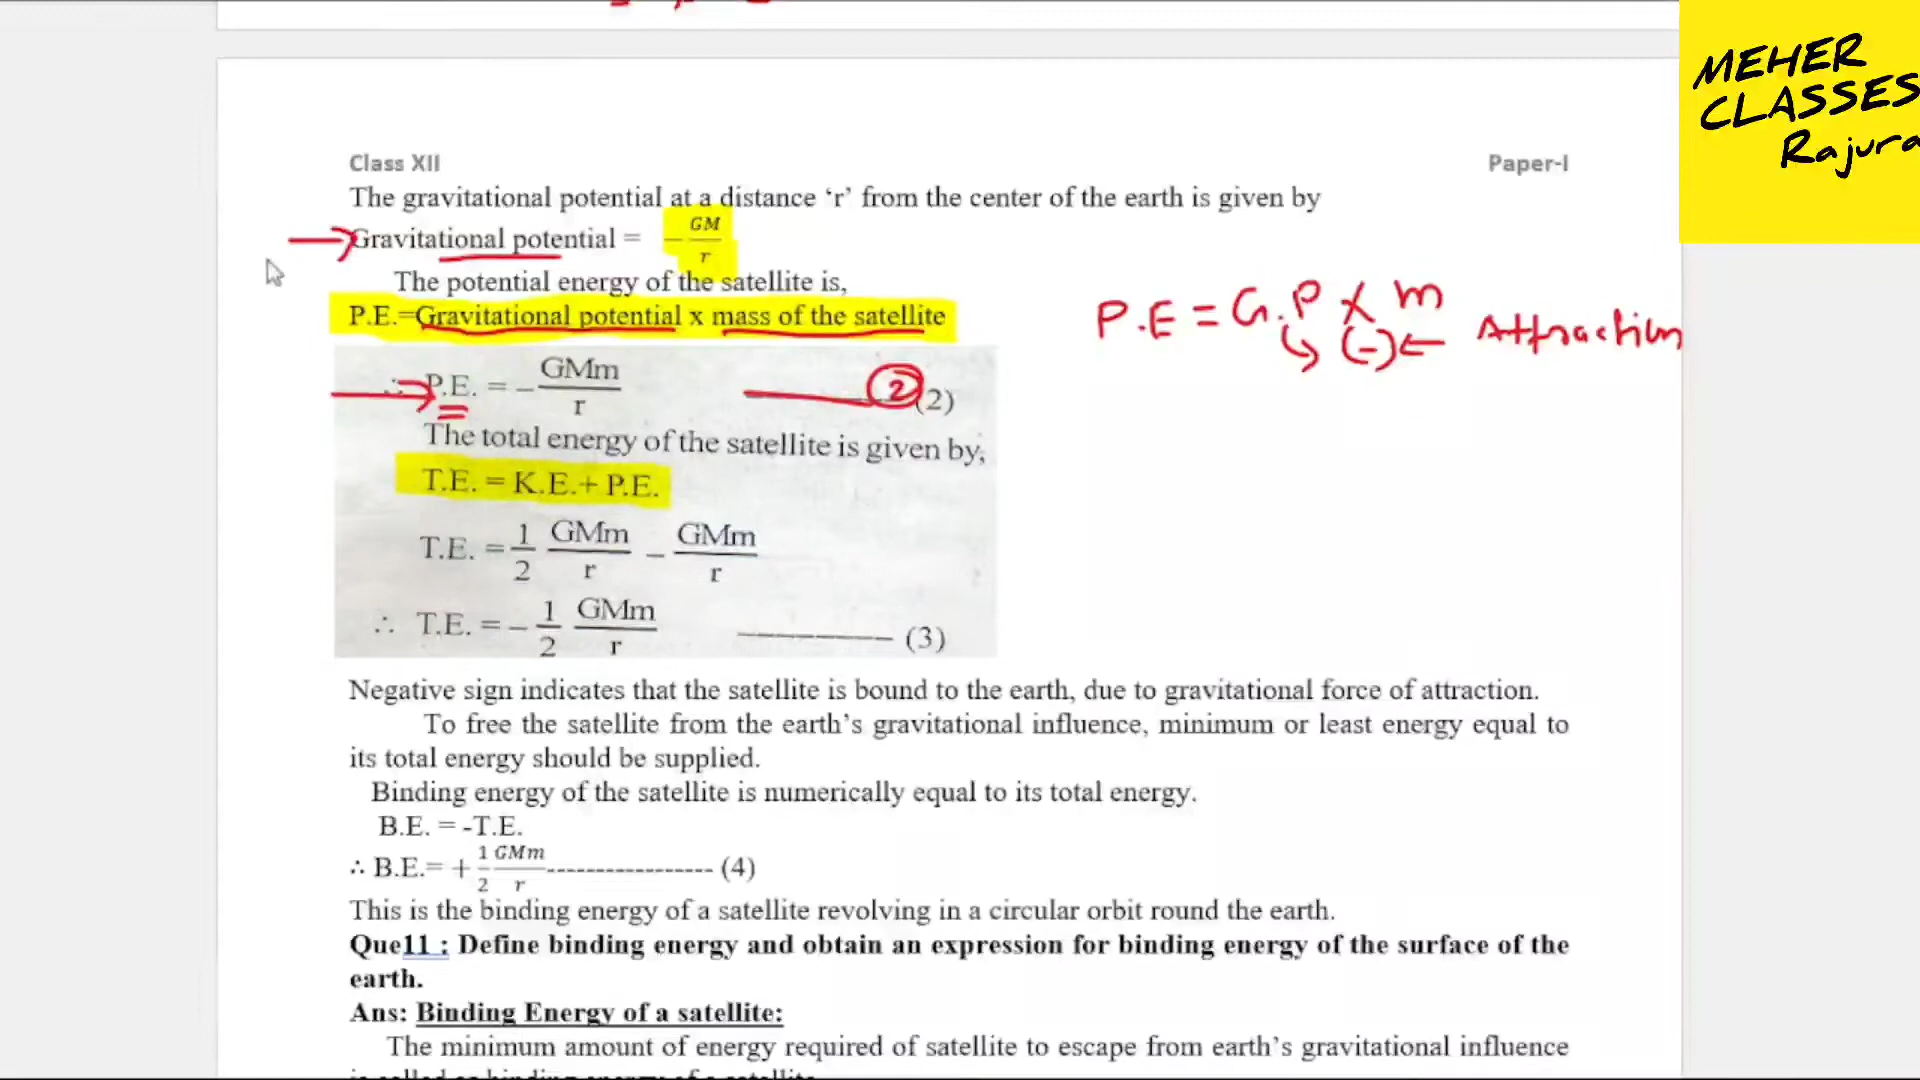 MEHER
CLASSES
Rajura
Class XII Paper-I
The gravitational potential at a distance ‘r’ from the center of the earth is given by
Gravitational potential = - GM/r
The potential energy of the satellite is,
P.E.=Gravitational potential x mass of the satellite
P.E = G.P X m
(-) ← Attraction
∴ P.E. = - GMm/r 2 (2)
The total energy of the satellite is given by,
T.E. = K.E.+ P.E.
T.E. = 1/2 GMm/r - GMm/r
∴ T.E. = - 1/2 GMm/r ———— (3)
Negative sign indicates that the satellite is bound to the earth, due to gravitational force of attraction.
To free the satellite from the earth’s gravitational influence, minimum or least energy equal to
its total energy should be supplied.
Binding energy of the satellite is numerically equal to its total energy.
B.E. = -T.E.
∴ B.E.= + 1/2 GMm/r ----------------- (4)
This is the binding energy of a satellite revolving in a circular orbit round the earth.
Que11 : Define binding energy and obtain an expression for binding energy of the surface of the
earth.
Ans: Binding Energy of a satellite:
The minimum amount of energy required of satellite to escape from earth’s gravitational influence